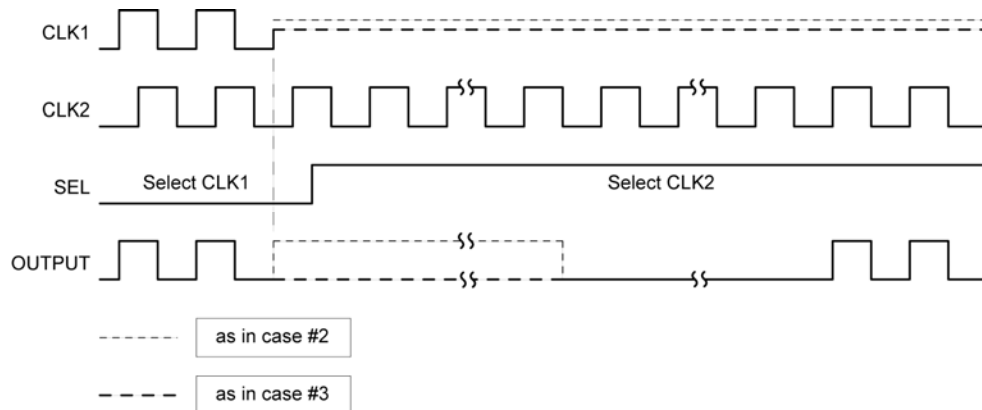 CLK1
CLK2
SEL
Select CLK1
Select CLK2
OUTPUT
as in case #2
as in case #3